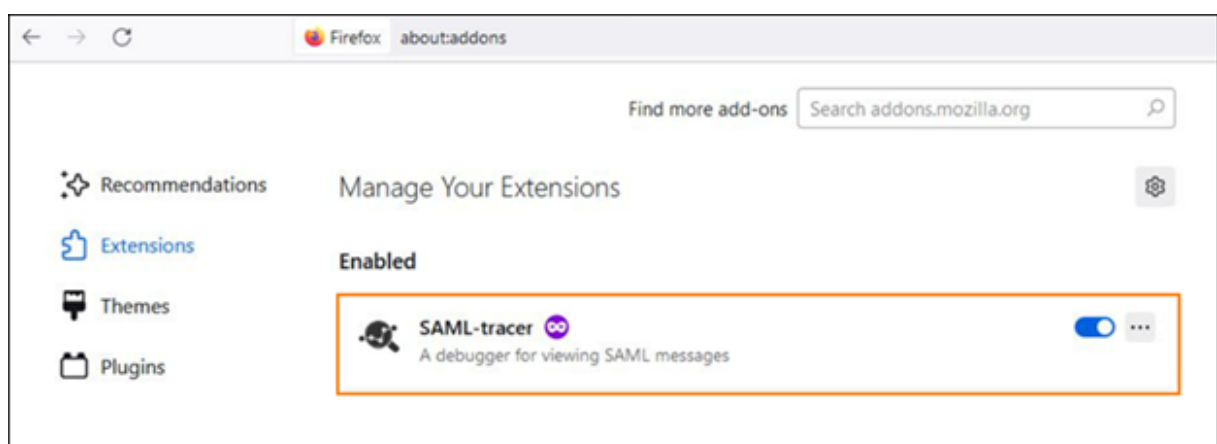 Firefox about:addons
Find more add-ons Search addons.mozilla.org
Recommendations
Manage Your Extensions
Extensions
Enabled
Themes
SAML-tracer
A debugger for viewing SAML messages
Plugins